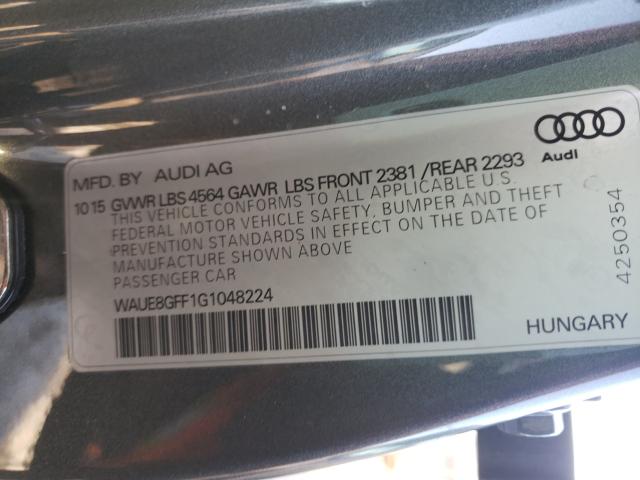 MFD. BY AUDI AG
Audi
10 15 GVWR LBS 4564 GAWR LBS FRONT 2381 /REAR 2293
THIS VEHICLE CONFORMS TO ALL APPLICABLE U.S
FEDERAL MOTOR VEHICLE SAFETY, BUMPER AND THEFT
PREVENTION STANDARDS IN EFFECT ON THE DATE OF
MANUFACTURE SHOWN ABOVE
PASSENGER CAR
WAUE8GFF1G1048224
HUNGARY
4250354